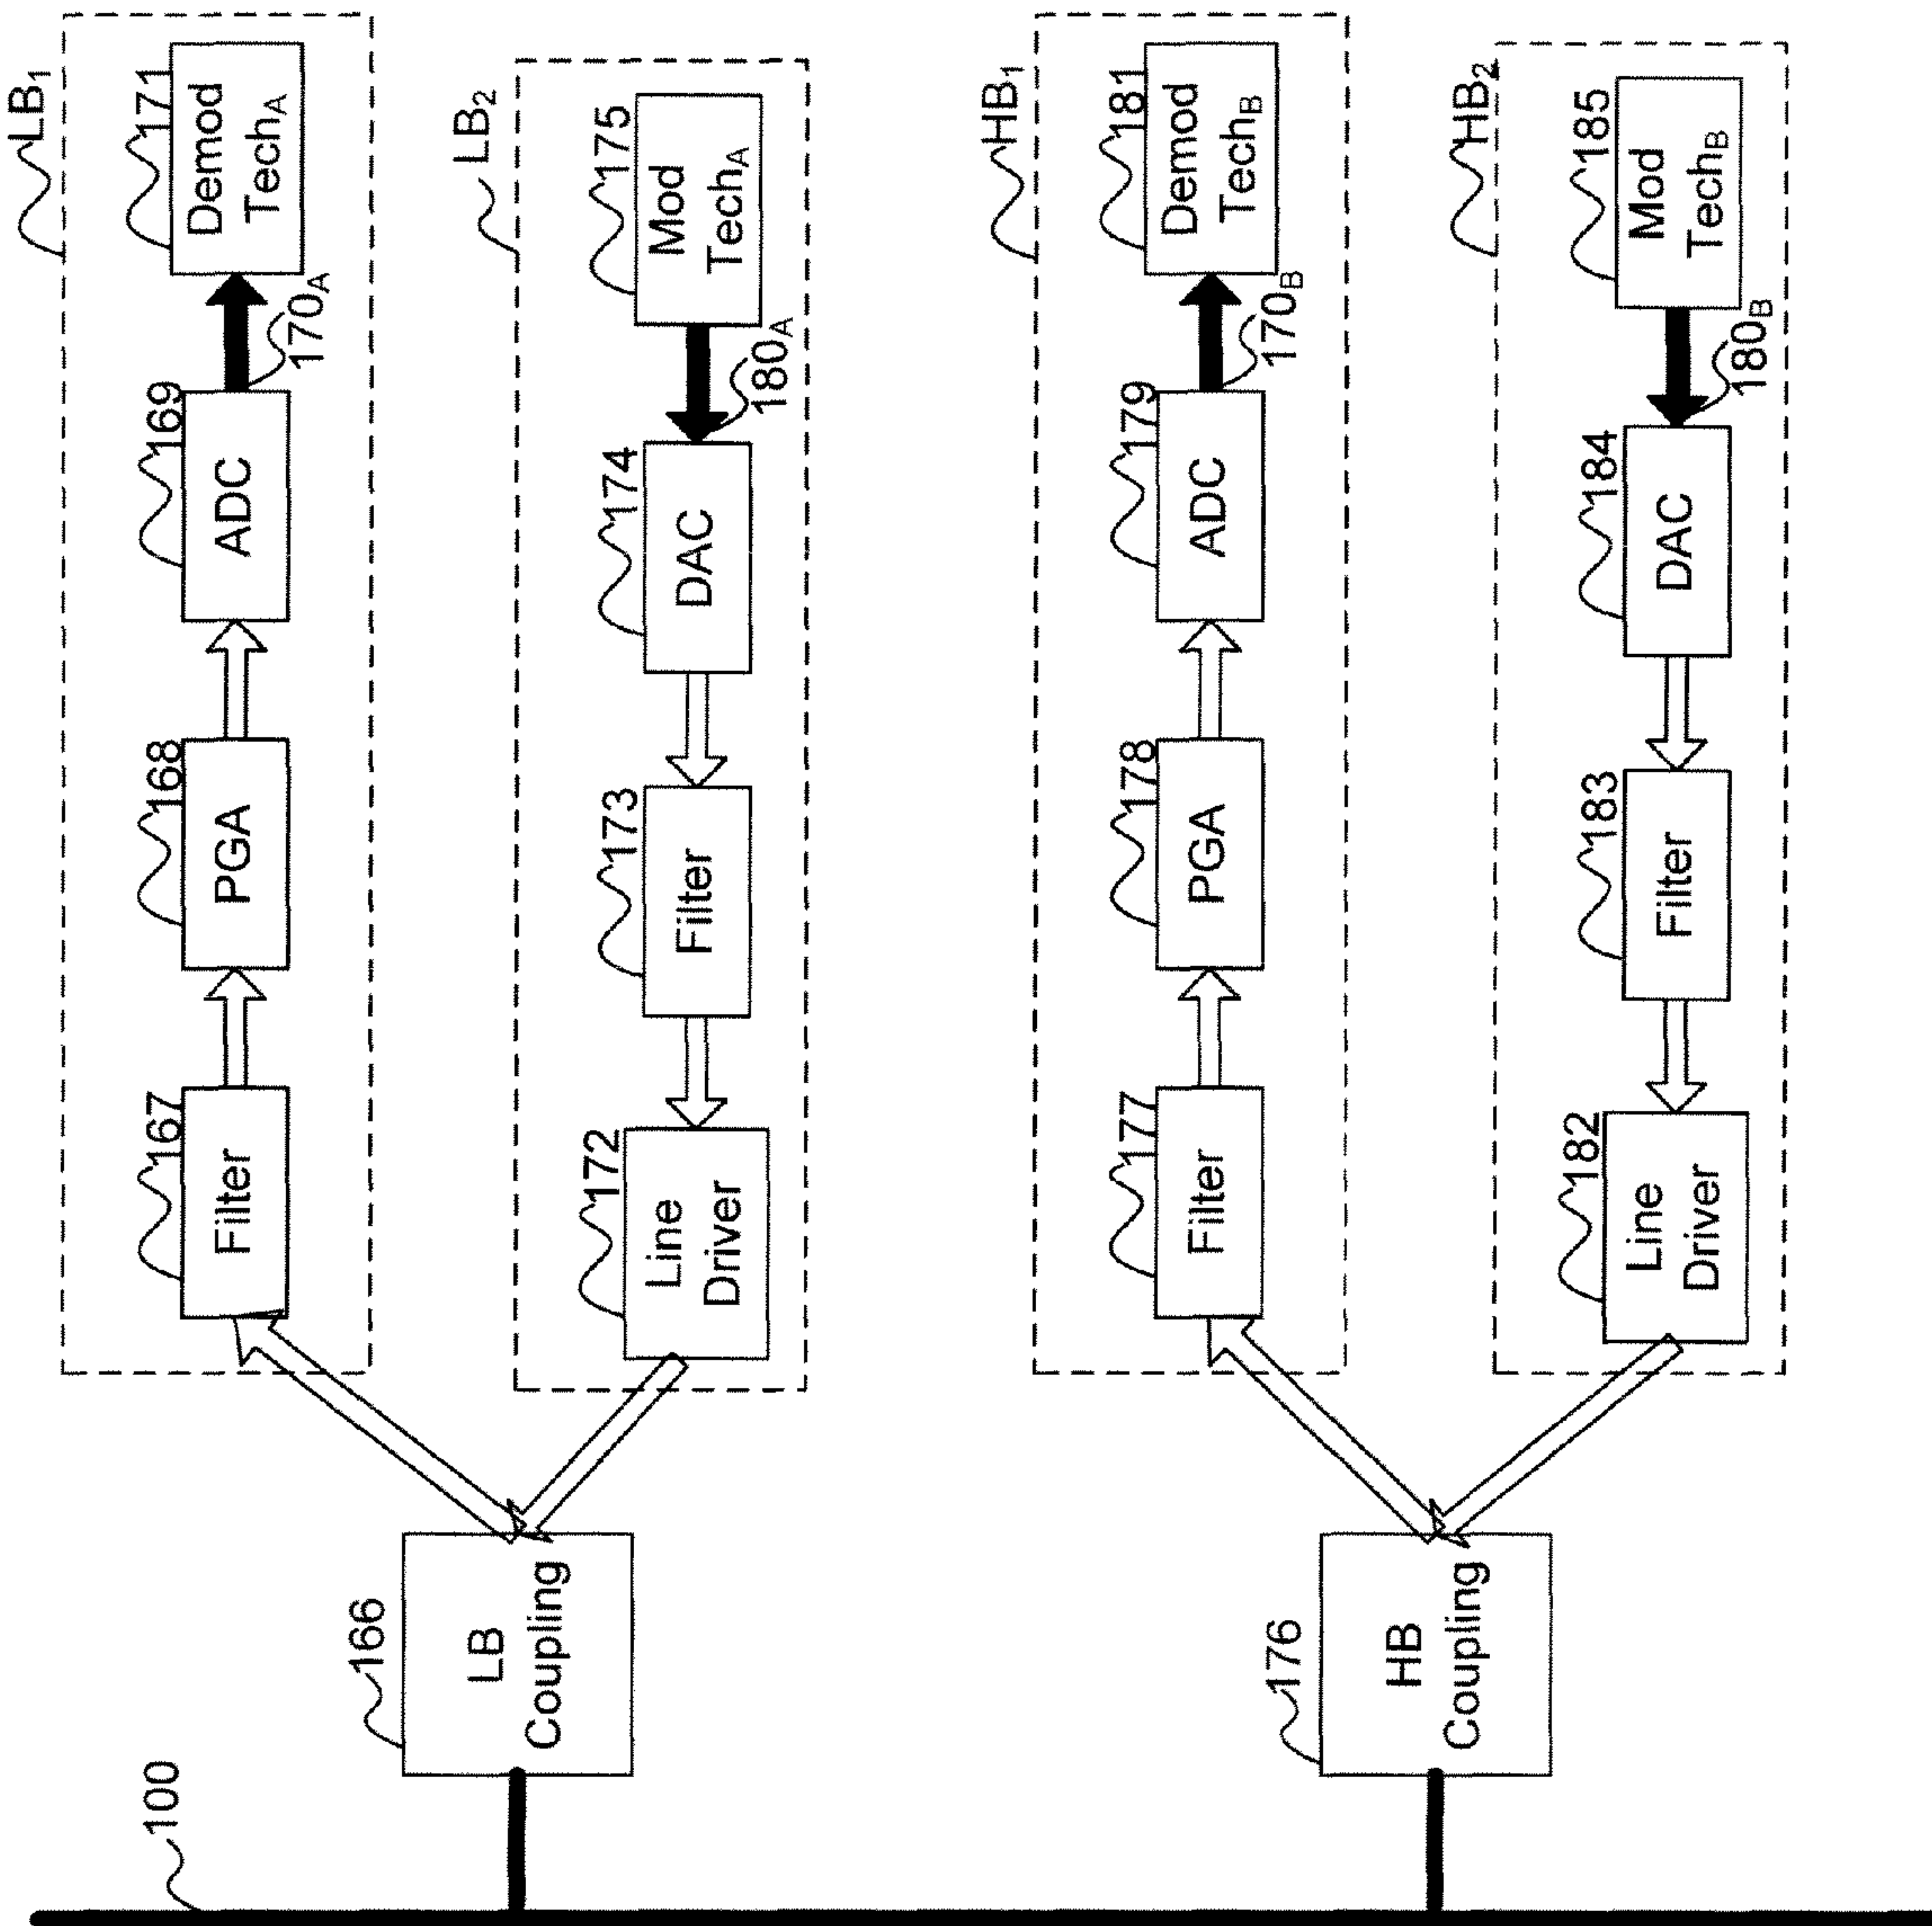 LB1
171
Demod
TechA
170A
169
ADC
168
PGA
167
Filter
LB2
175
Mod
TechA
180A
174
DAC
173
Filter
172
Line
Driver
166
LB
Coupling
100
HB1
181
Demod
TechB
170B
179
ADC
178
PGA
177
Filter
HB2
185
Mod
TechB
180B
184
DAC
183
Filter
182
Line
Driver
176
HB
Coupling